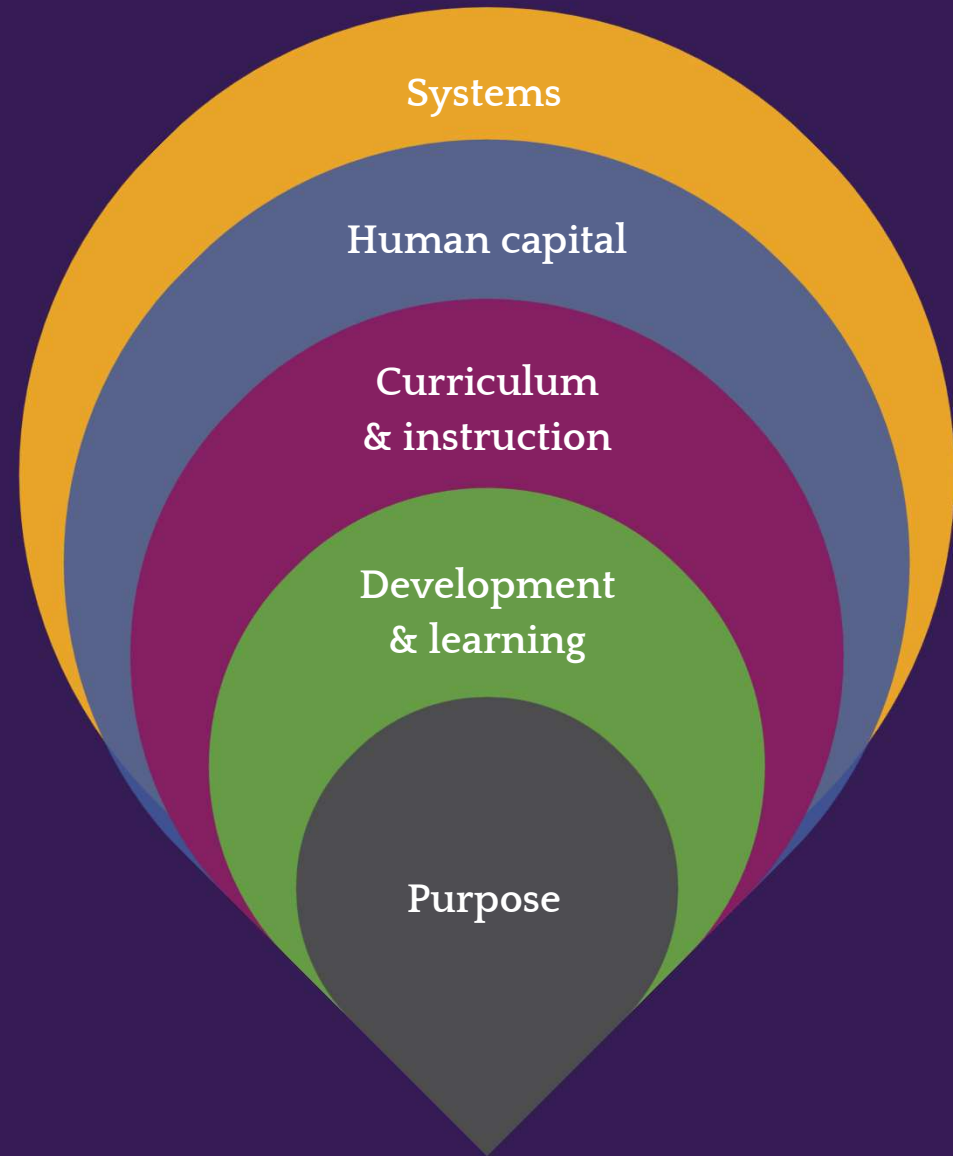 Systems
Human capital
Curriculum
& instruction
Development
& learning
Purpose